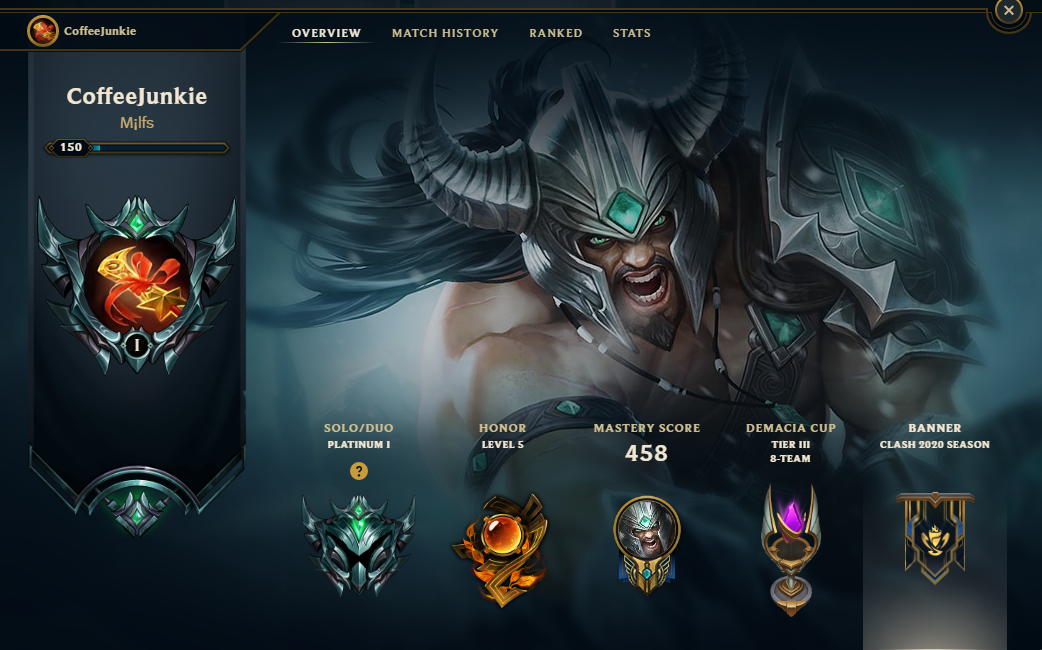 CoffeeJunkie
OVERVIEW MATCH HISTORY RANKED STATS
CoffeeJunkie
M¡lfs
150
I
SOLO/DUO
PLATINUM I
?
HONOR
LEVEL 5
MASTERY SCORE
458
DEMACIA CUP
TIER III
8-TEAM
BANNER
CLASH 2020 SEASON